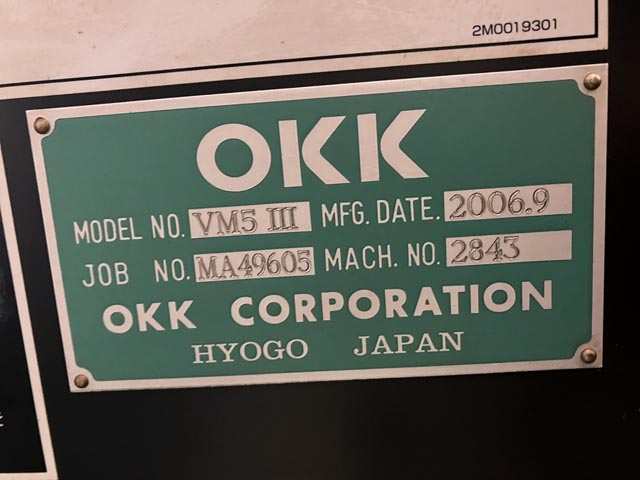 2M0019301
OKK
MODEL NO. VM5 III MFG. DATE. 2006.9
JOB NO. MA49605 MACH. NO. 2843
OKK CORPORATION
HYOGO JAPAN